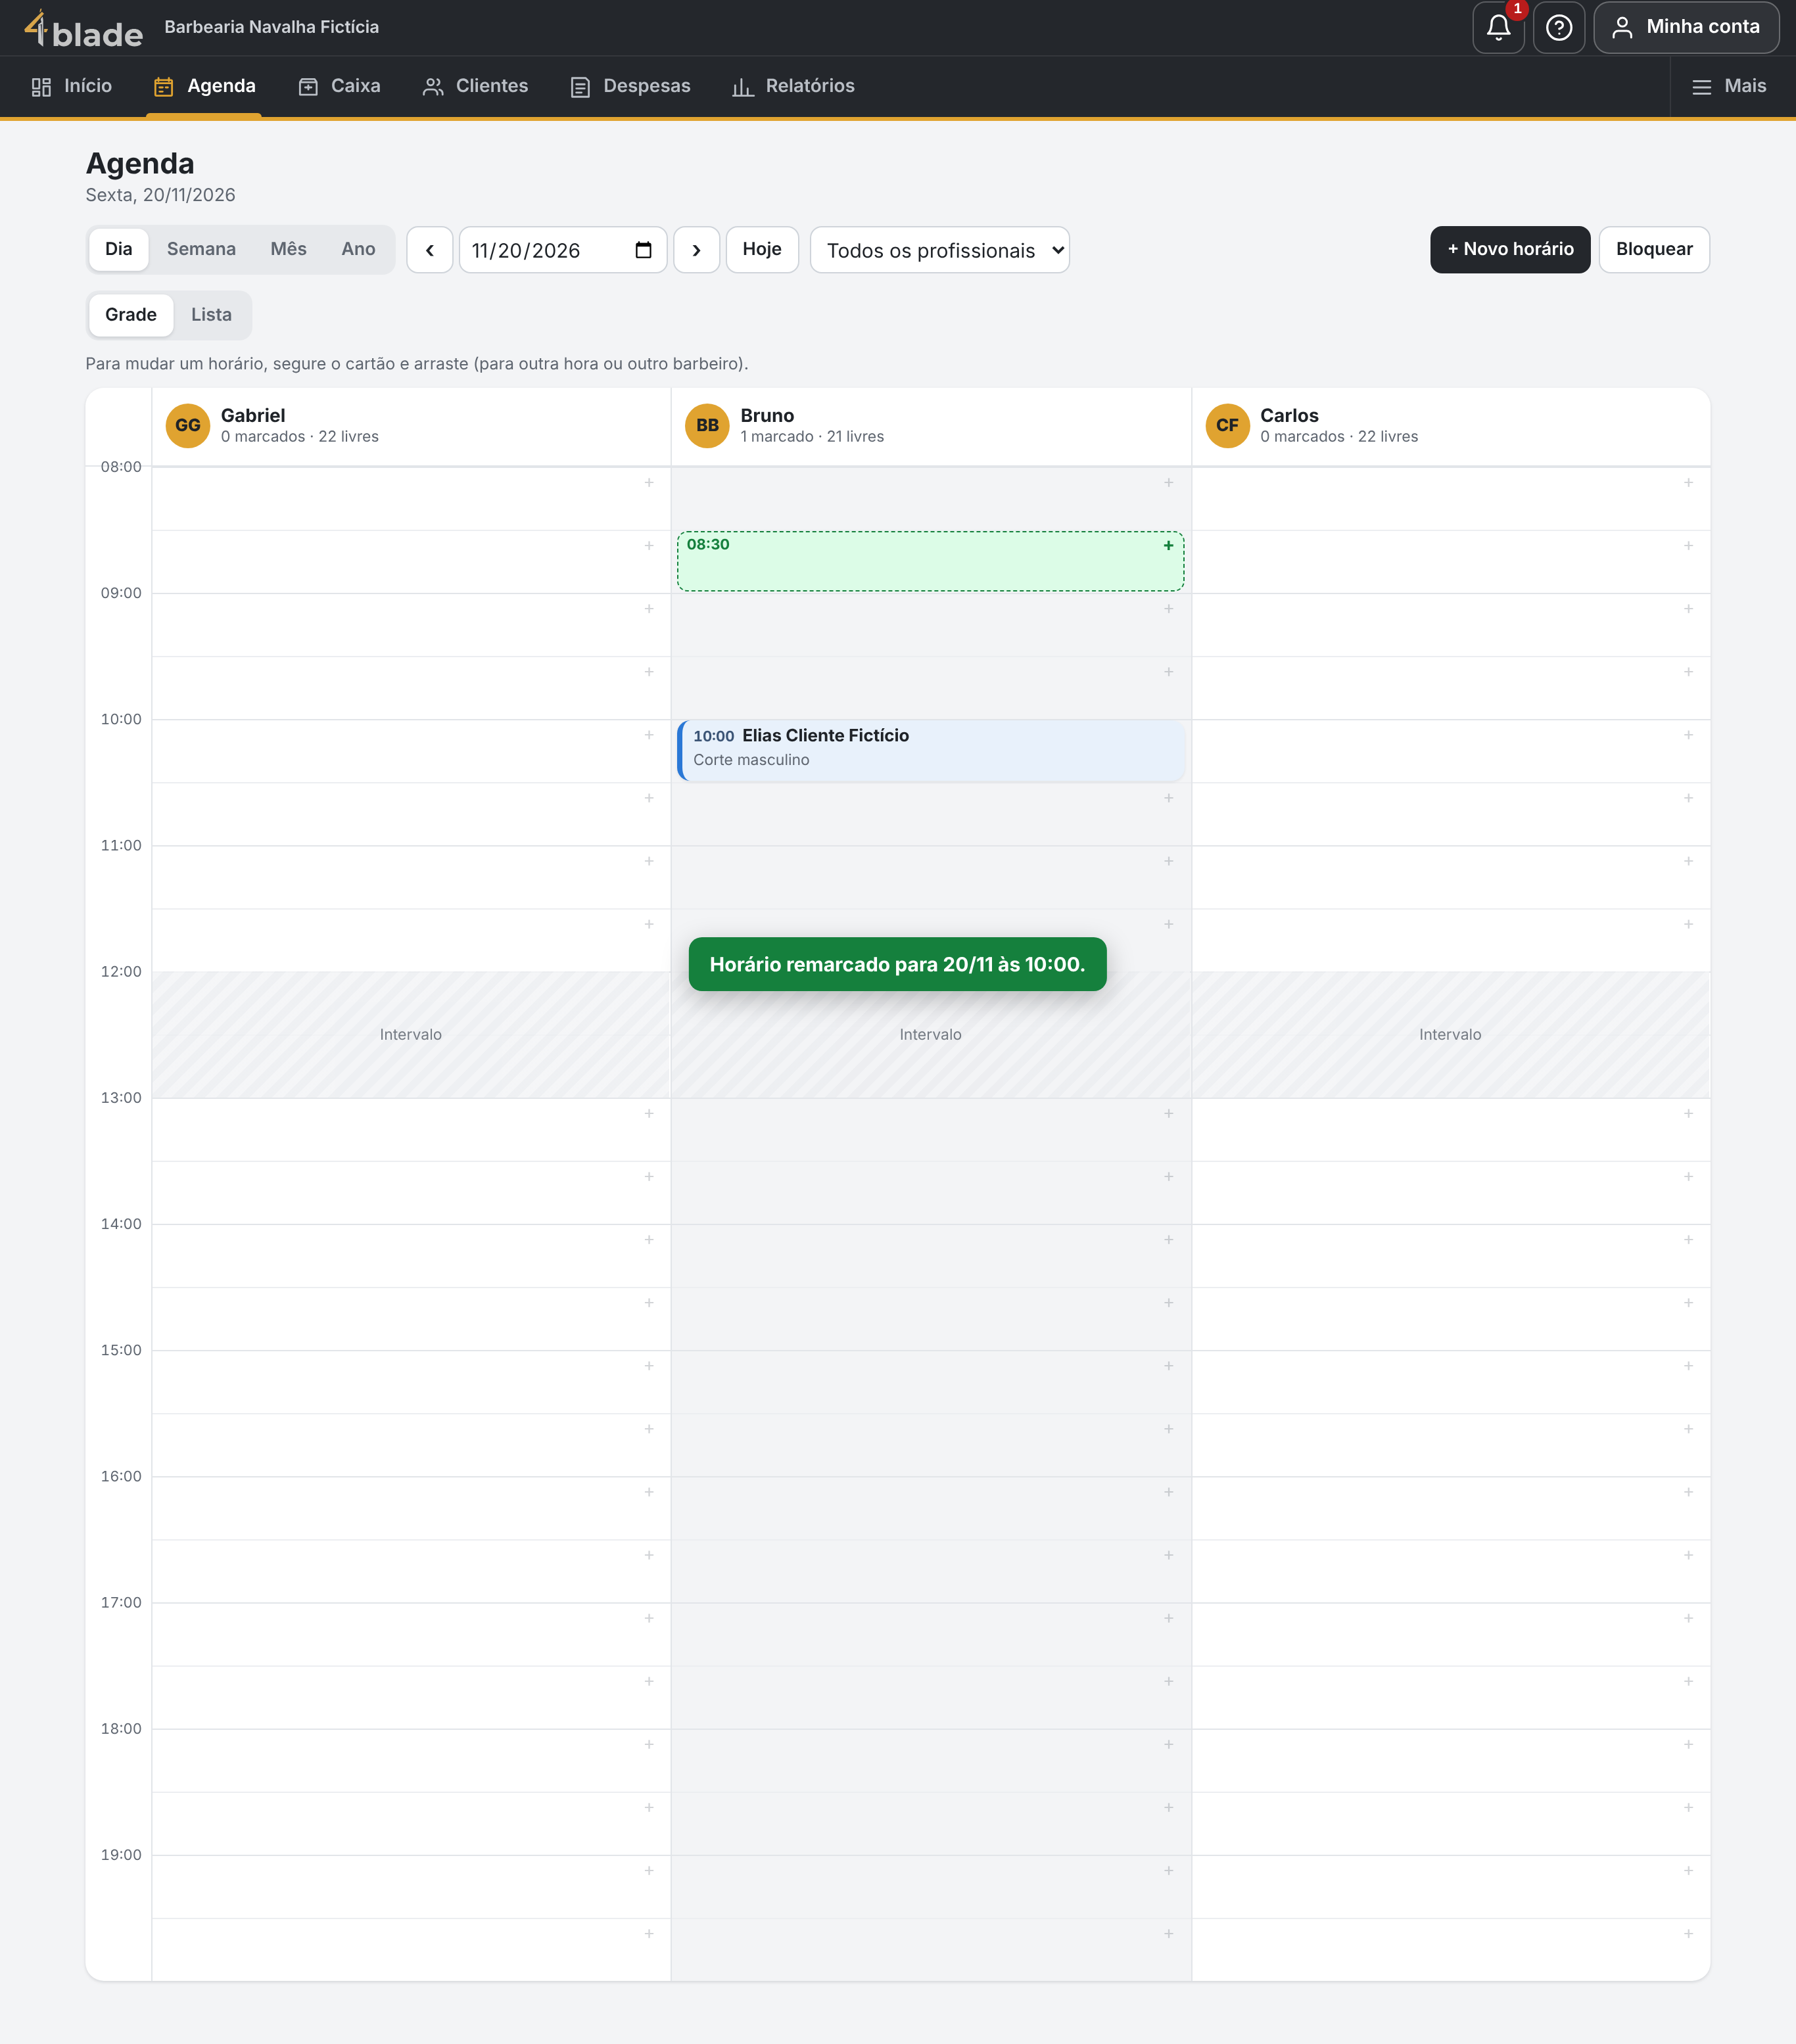 4blade
Barbearia Navalha Fictícia
1
Minha conta
Início
Agenda
Caixa
Clientes
Despesas
Relatórios
Mais
Agenda
Sexta, 20/11/2026
Dia
Semana
Mês
Ano
‹
11/20/2026
›
Hoje
Todos os profissionais
+ Novo horário
Bloquear
Grade
Lista
Para mudar um horário, segure o cartão e arraste (para outra hora ou outro barbeiro).
GG
Gabriel
0 marcados · 22 livres
BB
Bruno
1 marcado · 21 livres
CF
Carlos
0 marcados · 22 livres
08:00
08:30 +
09:00
10:00
10:00 Elias Cliente Fictício
Corte masculino
11:00
Horário remarcado para 20/11 às 10:00.
12:00
Intervalo
Intervalo
Intervalo
13:00
14:00
15:00
16:00
17:00
18:00
19:00